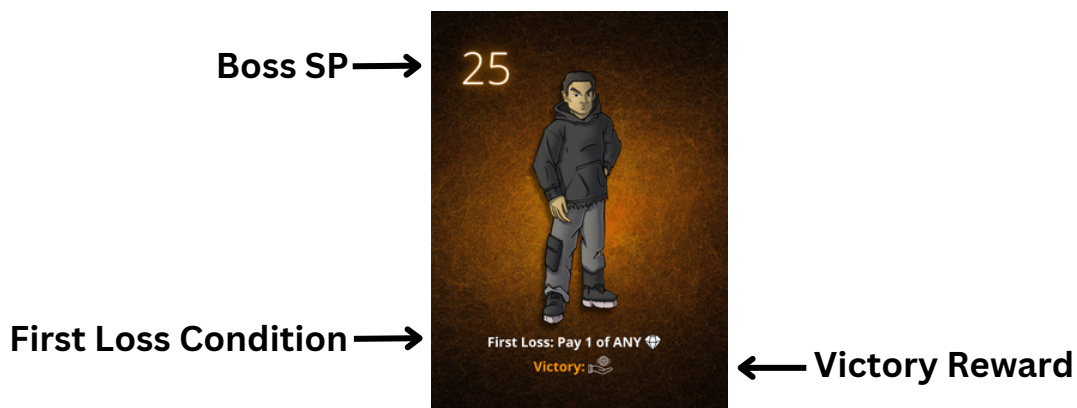 Boss SP
25
First Loss Condition
First Loss: Pay 1 of ANY
Victory:
Victory Reward